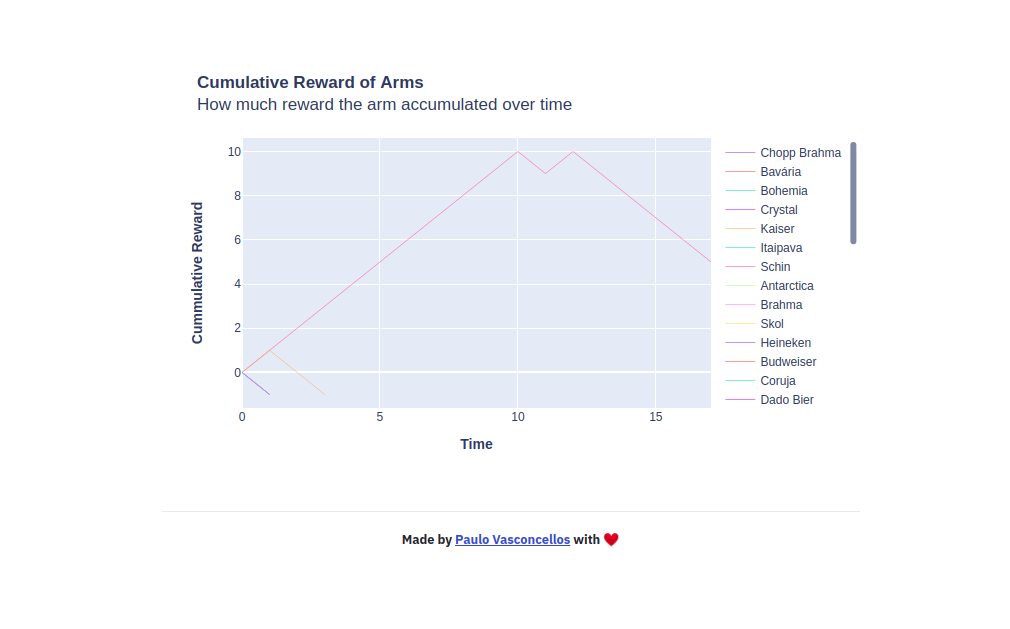 Cumulative Reward of Arms
How much reward the arm accumulated over time
Cummulative Reward
10
8
6
4
2
0
0 5 10 15
Time
Chopp Brahma
Bavária
Bohemia
Crystal
Kaiser
Itaipava
Schin
Antarctica
Brahma
Skol
Heineken
Budweiser
Coruja
Dado Bier
Made by Paulo Vasconcellos with ❤️